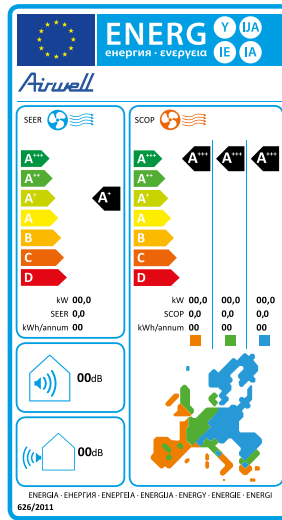 ENERG Y IJA
енергия · ενεργεια IE IA
Airwell
SEER SCOP
A+++ A+++ A+++ A+++ A+++
A++ A++
A+ A+ A+
A A
B B
C C
D D
kW 00,0 kW 00,0 00,0 00,0
SEER 0,0 SCOP 0,0 0,0 0,0
kWh/annum 00 kWh/annum 00 00 00
00dB
00dB
ENERGIA · ЕНЕРГИЯ · ΕΝΕΡΓΕΙΑ · ENERGIJA · ENERGY · ENERGIE · ENERGI
626/2011